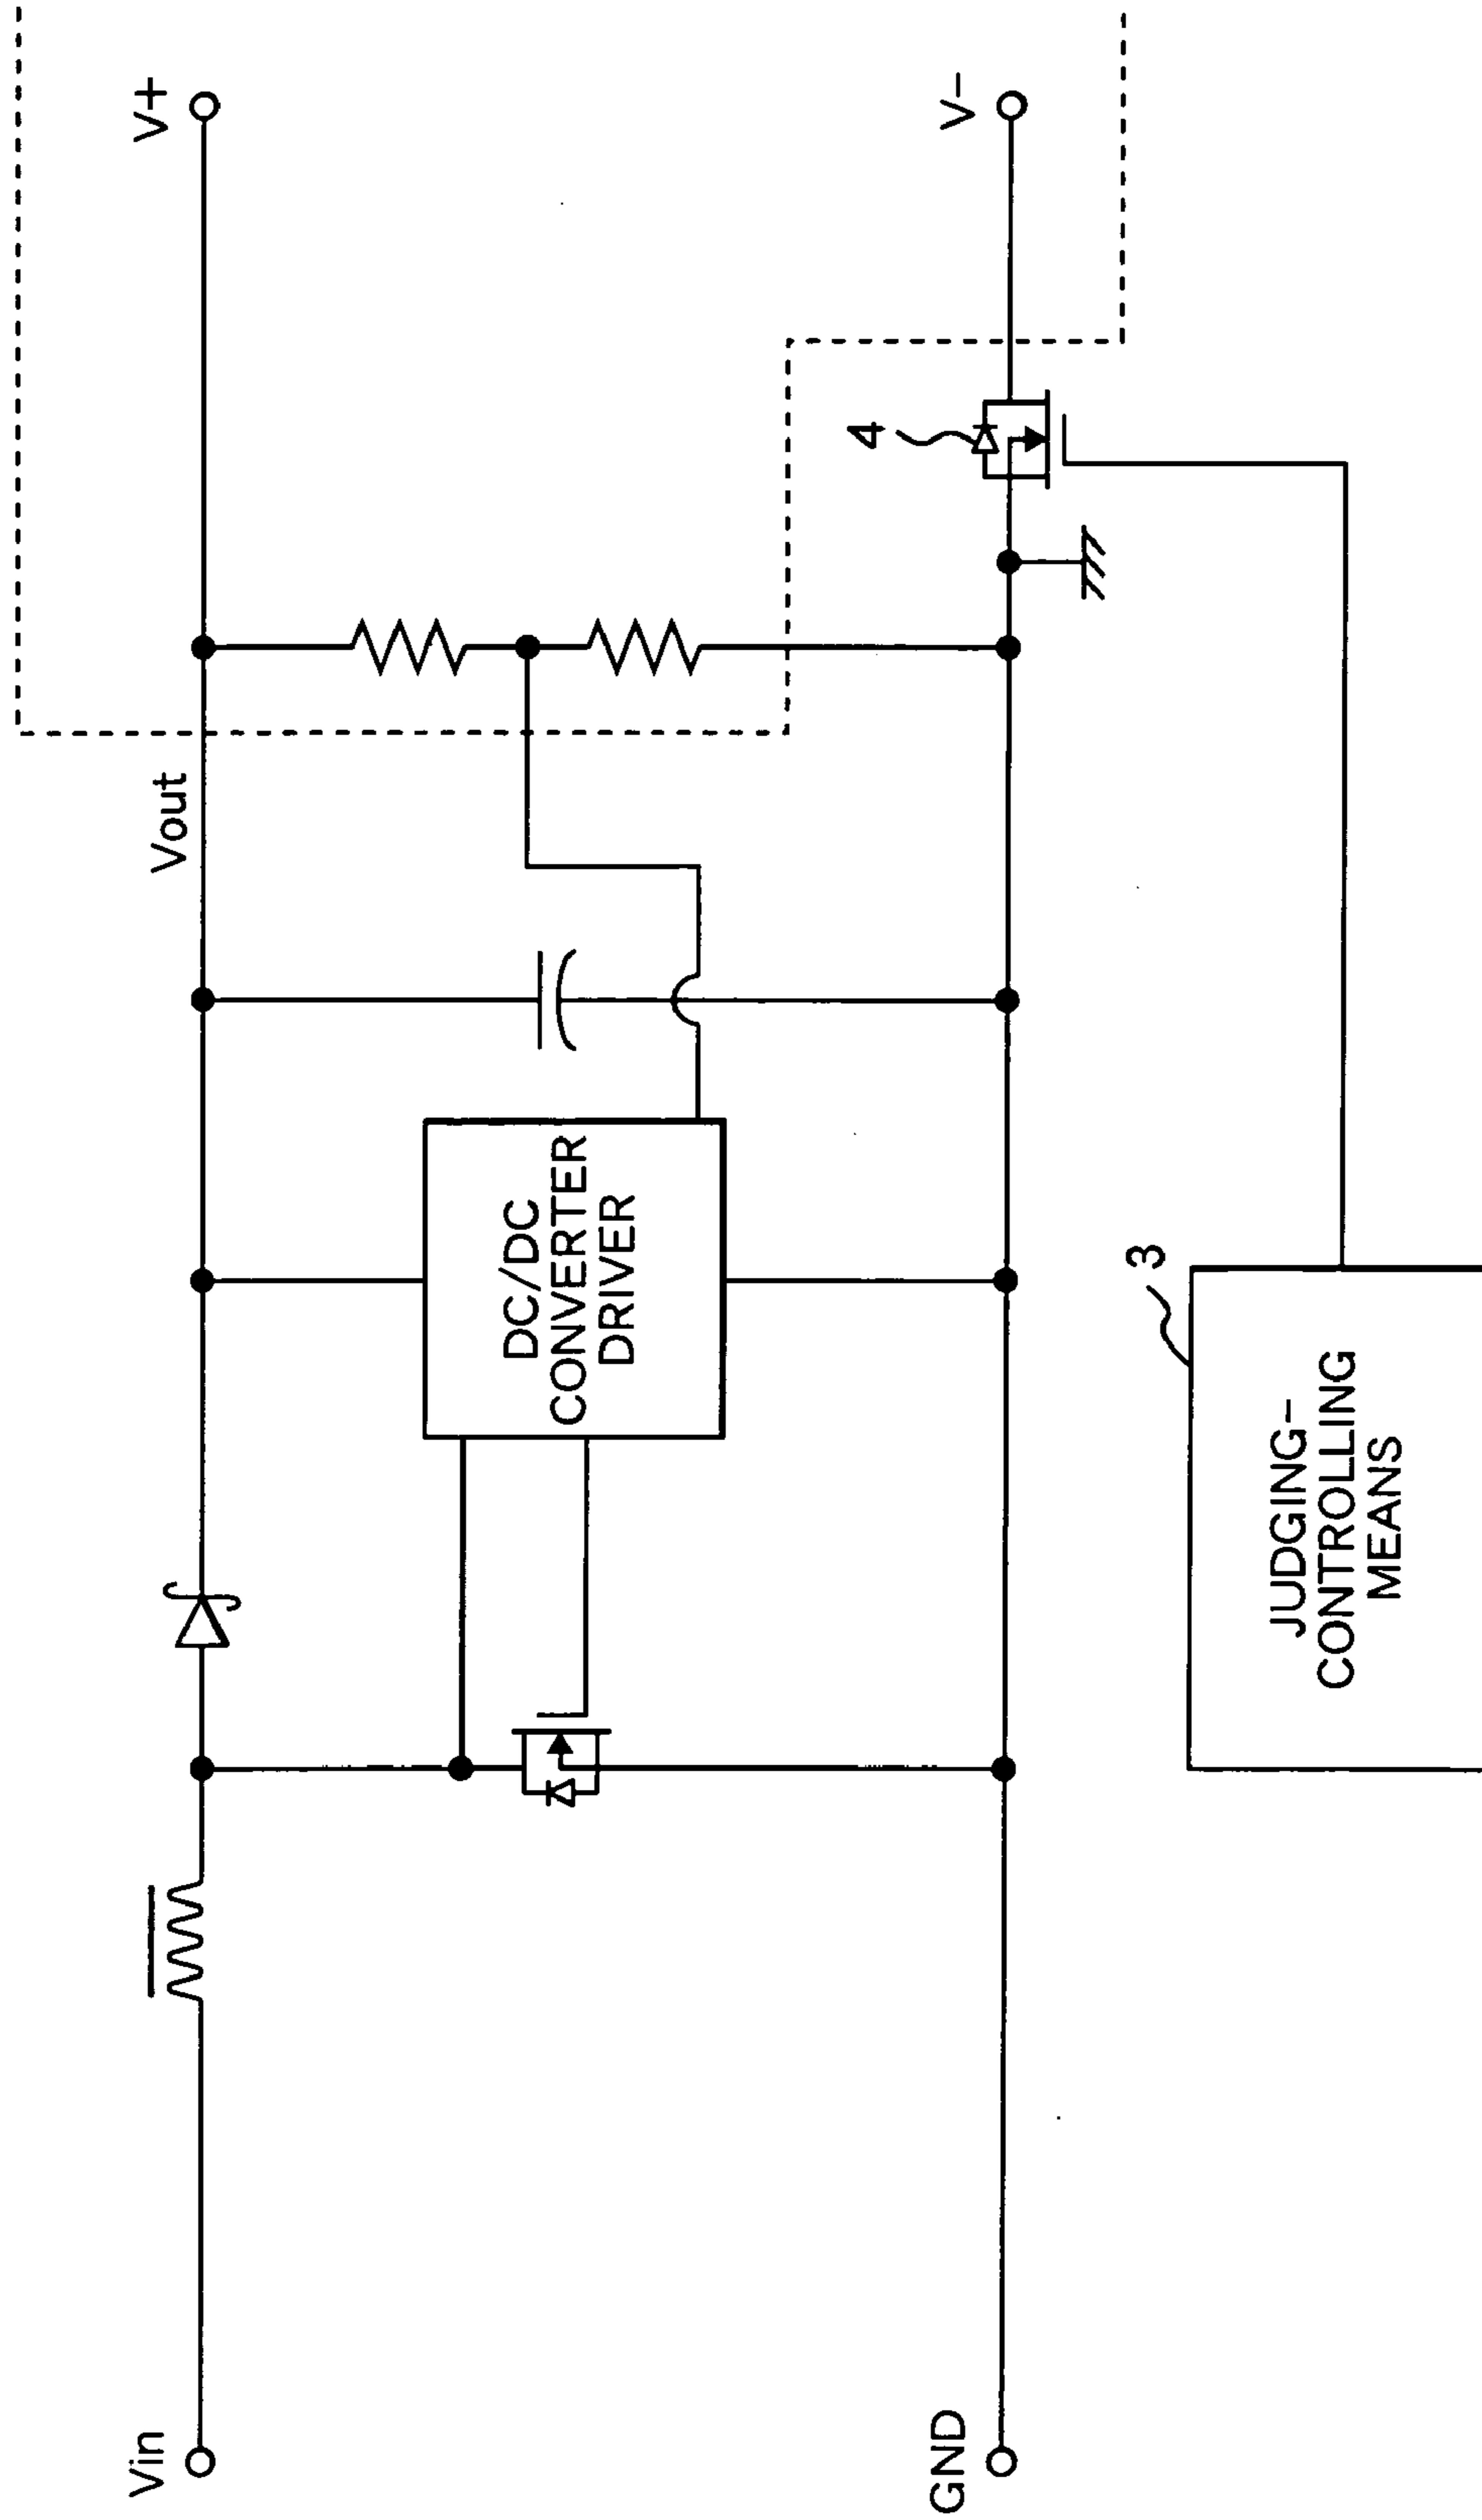 Vin
Vout
V+
DC/DC
CONVERTER
DRIVER
4
GND
V−
3
JUDGING−
CONTROLLING
MEANS